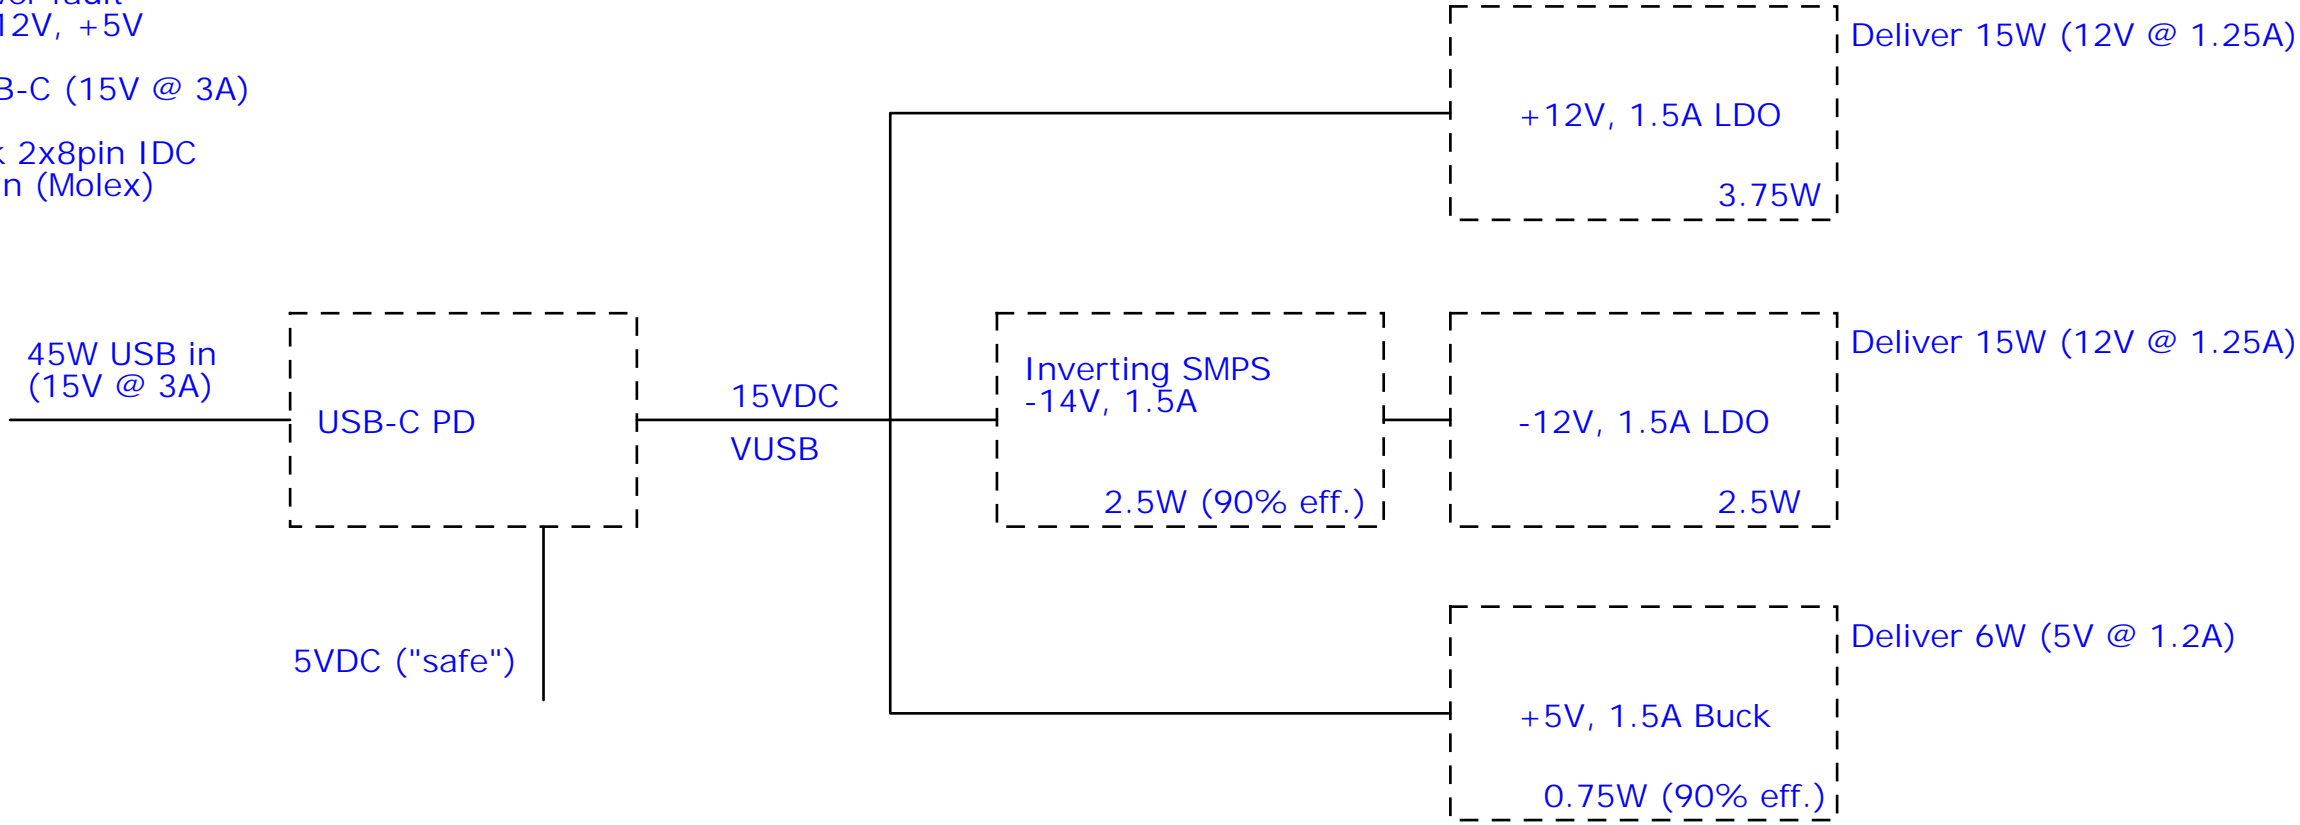 12V, +5V
B-C (15V @ 3A)
2x8pin IDC
n (Molex)
Deliver 15W (12V @ 1.25A)
+12V, 1.5A LDO
3.75W
45W USB in
(15V @ 3A)
USB-C PD
15VDC
VUSB
5VDC ("safe")
Inverting SMPS
-14V, 1.5A
2.5W (90% eff.)
Deliver 15W (12V @ 1.25A)
-12V, 1.5A LDO
2.5W
Deliver 6W (5V @ 1.2A)
+5V, 1.5A Buck
0.75W (90% eff.)